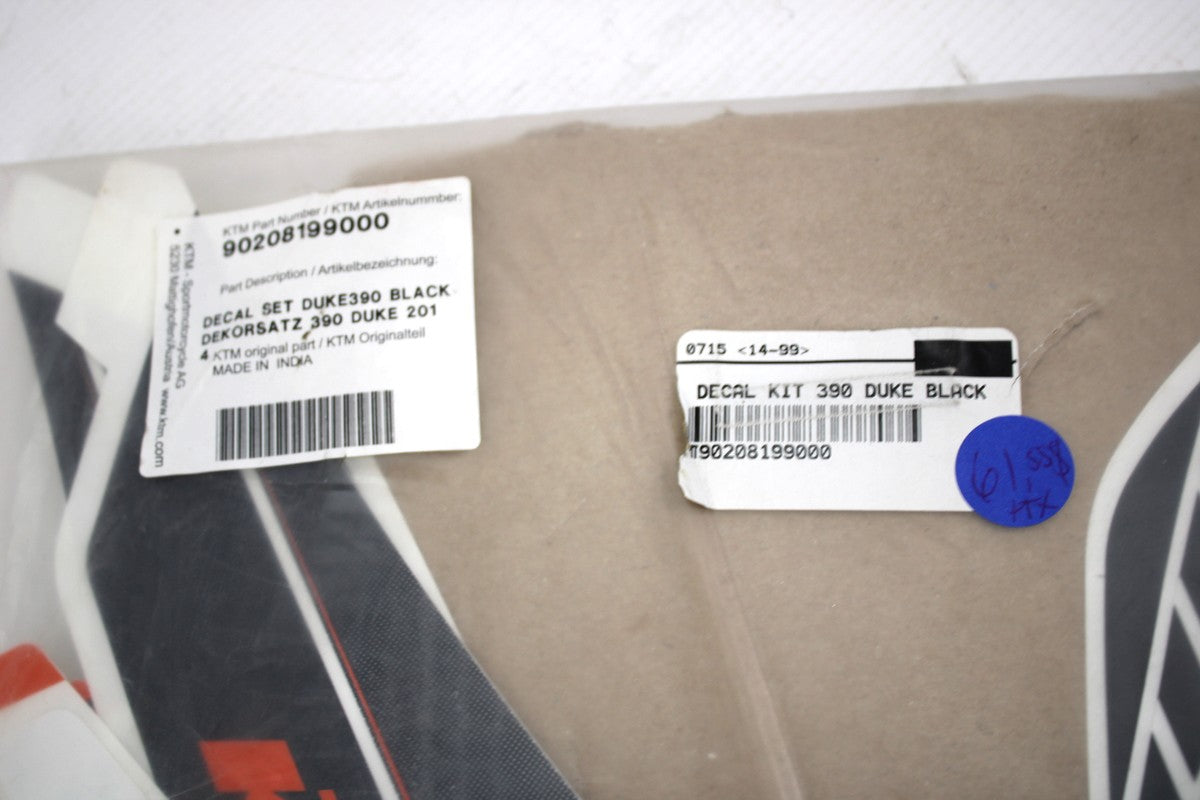 KTM Part Number / KTM Artikelnummber:
90208199000
Part Description / Artikelbezeichnung:
DECAL SET DUKE390 BLACK
DEKORSATZ 390 DUKE 201
4 KTM original part / KTM Originalteil
MADE IN INDIA
KTM - Sportmotorcycle AG
5230 Mattighofen/Austria www.ktm.com
0715 <14-99>
DECAL KIT 390 DUKE BLACK
T90208199000
61